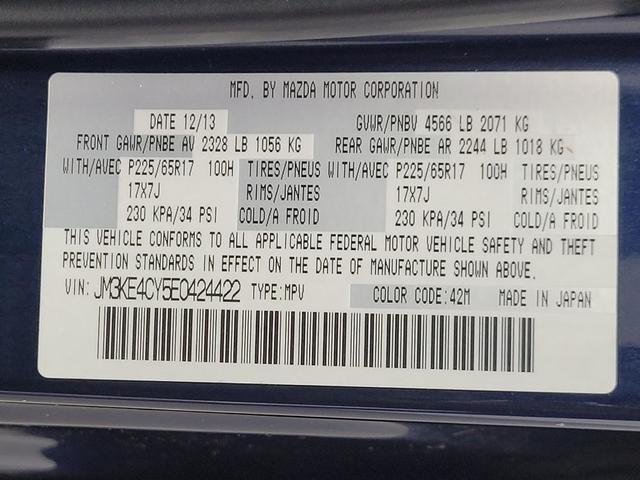 MFD. BY MAZDA MOTOR CORPORATION
DATE 12/13 GVWR/PNBV 4566 LB 2071 KG
FRONT GAWR/PNBE AV 2328 LB 1056 KG REAR GAWR/PNBE AR 2244 LB 1018 KG
WITH/AVEC P225/65R17 100H TIRES/PNEUS WITH/AVEC P225/65R17 100H TIRES/PNEUS
17X7J RIMS/JANTES 17X7J RIMS/JANTES
230 KPA/34 PSI COLD/A FROID 230 KPA/34 PSI COLD/A FROID
THIS VEHICLE CONFORMS TO ALL APPLICABLE FEDERAL MOTOR VEHICLE SAFETY AND THEFT
PREVENTION STANDARDS IN EFFECT ON THE DATE OF MANUFACTURE SHOWN ABOVE.
VIN: JM3KE4CY5E0424422 TYPE:MPV COLOR CODE:42M MADE IN JAPAN